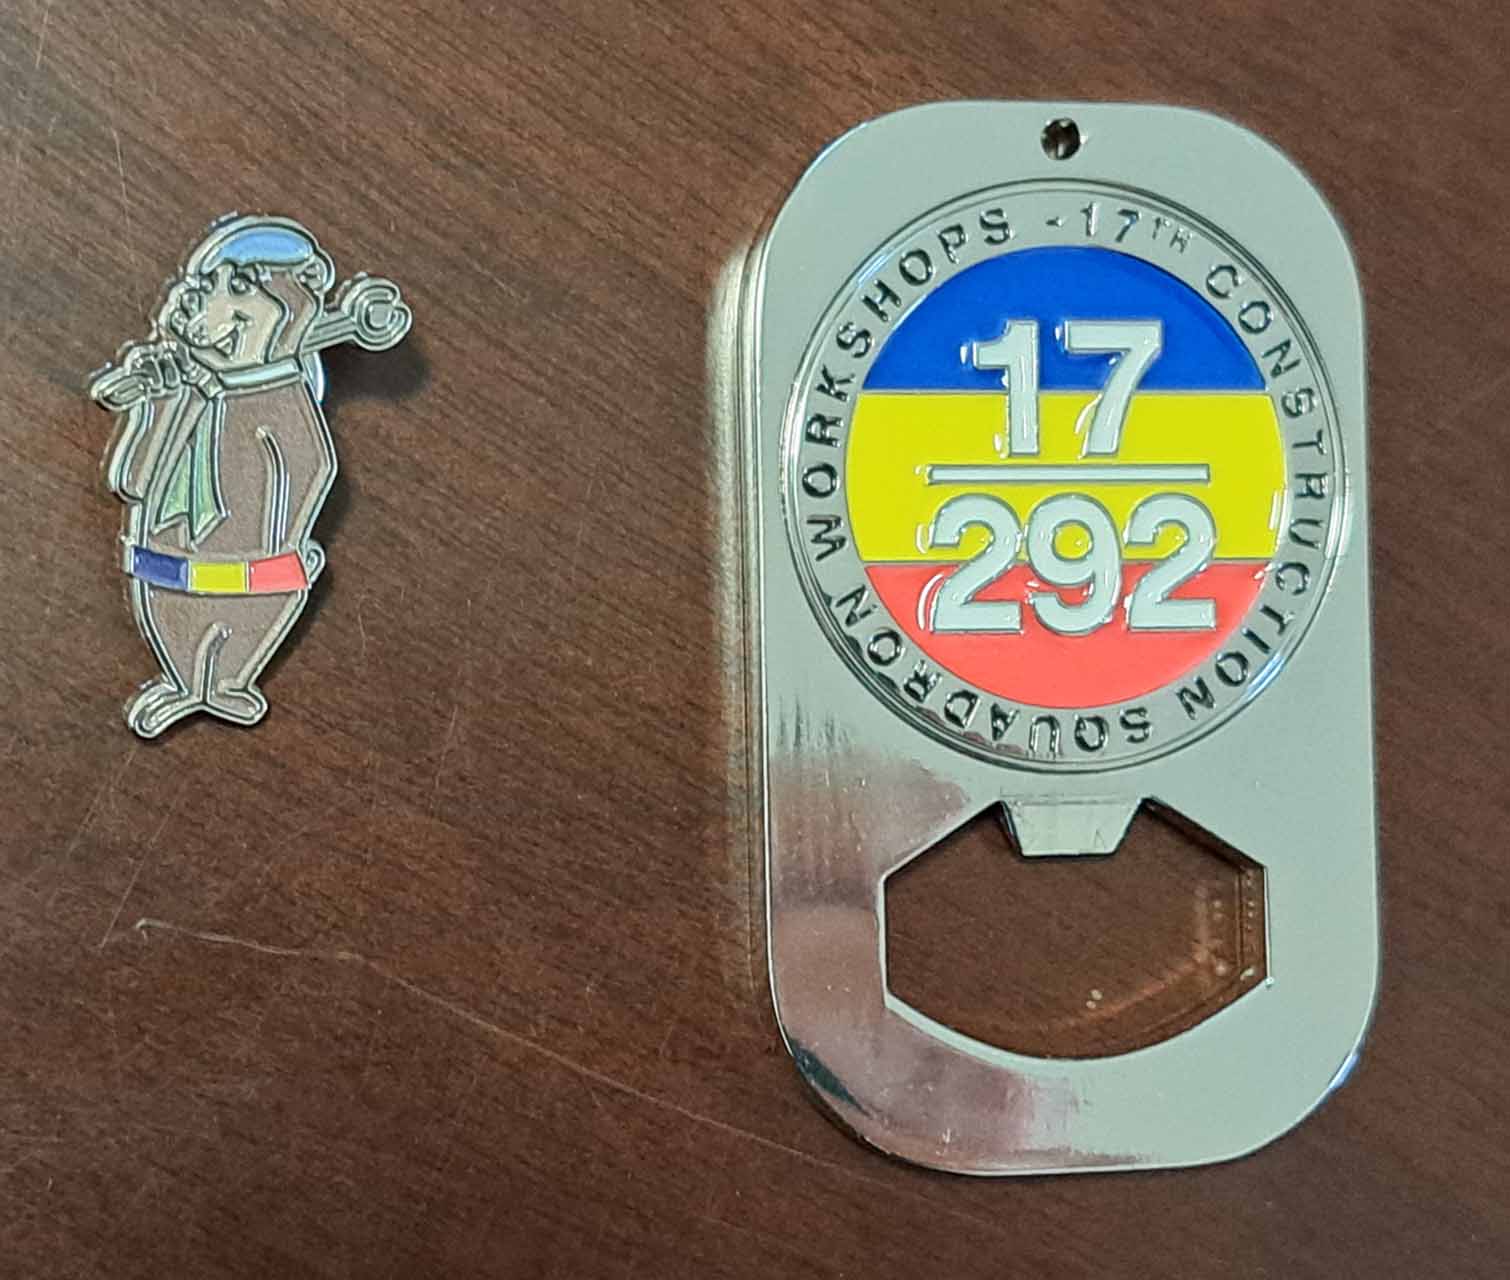 17TH CONSTRUCTION SQUADRON WORKSHOPS -
17
292